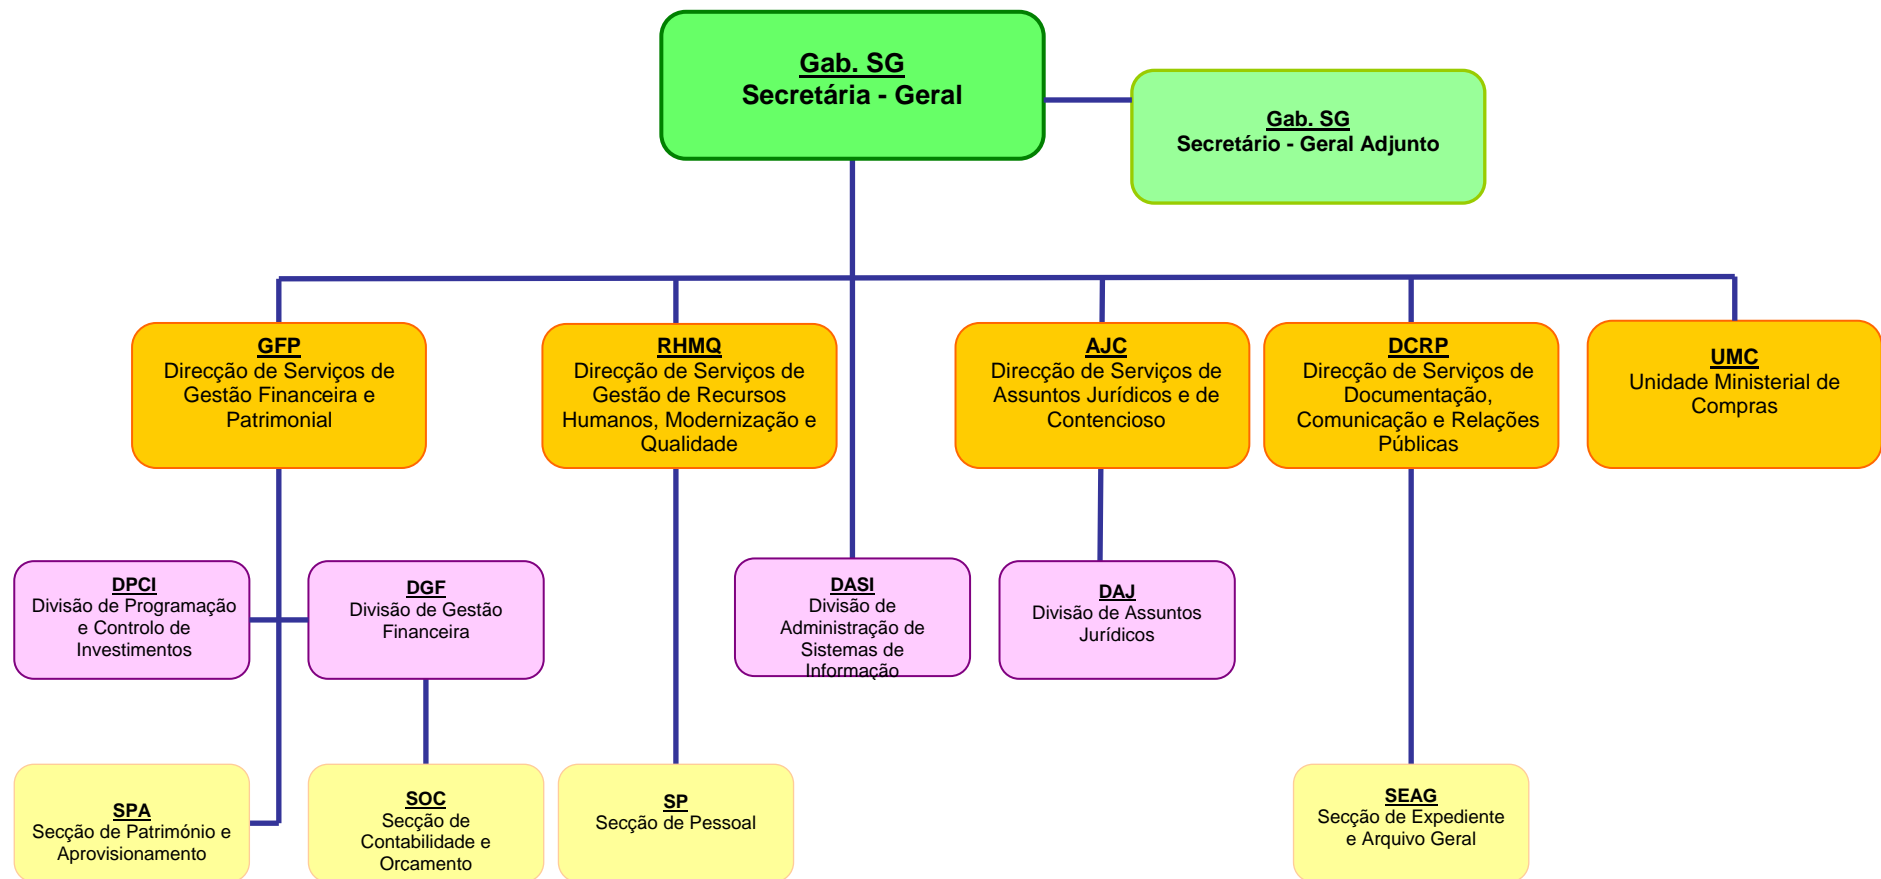 Gab. SG
Secretária - Geral
Gab. SG
Secretário - Geral Adjunto
GFP
Direcção de Serviços de
Gestão Financeira e
Patrimonial
RHMQ
Direcção de Serviços de
Gestão de Recursos
Humanos, Modernização e
Qualidade
AJC
Direcção de Serviços de
Assuntos Jurídicos e de
Contencioso
DCRP
Direcção de Serviços de
Documentação,
Comunicação e Relações
Públicas
UMC
Unidade Ministerial de
Compras
DPCI
Divisão de Programação
e Controlo de
Investimentos
DGF
Divisão de Gestão
Financeira
DASI
Divisão de
Administração de
Sistemas de
Informação
DAJ
Divisão de Assuntos
Jurídicos
SPA
Secção de Património e
Aprovisionamento
SOC
Secção de
Contabilidade e
Orçamento
SP
Secção de Pessoal
SEAG
Secção de Expediente
e Arquivo Geral